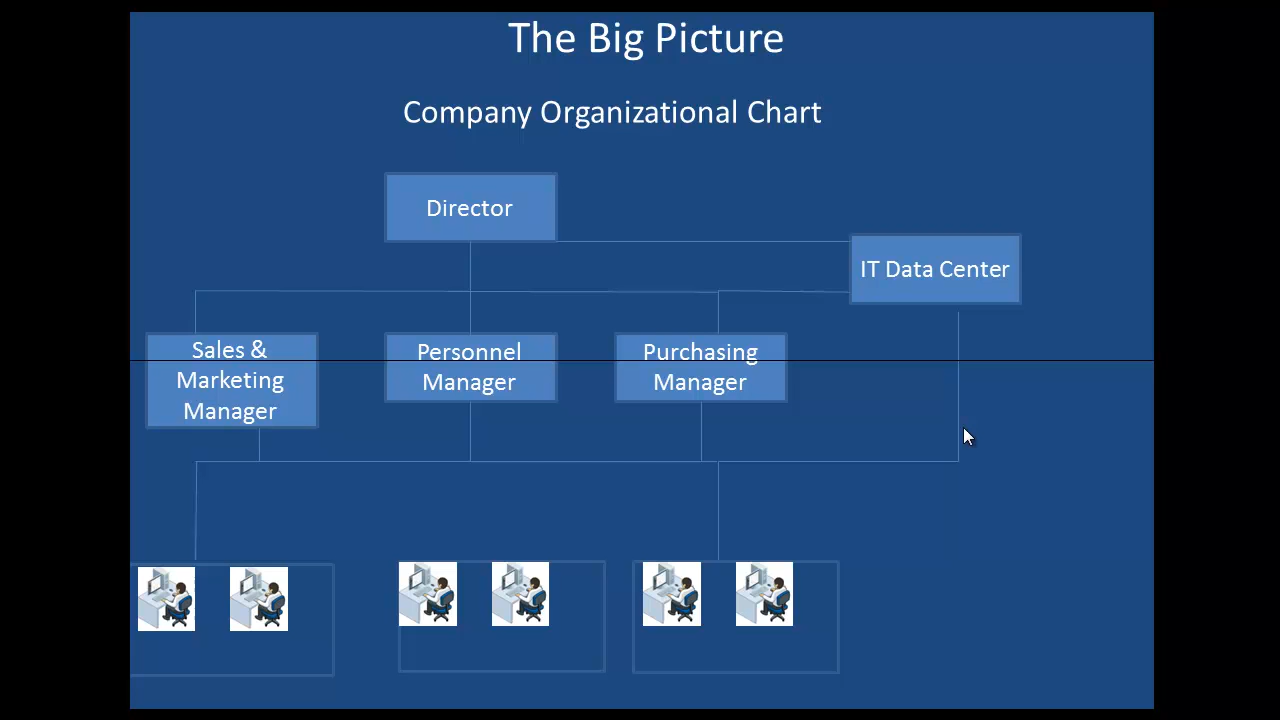 The Big Picture
Company Organizational Chart
Director
IT Data Center
Sales &
Marketing
Manager
Personnel
Manager
Purchasing
Manager